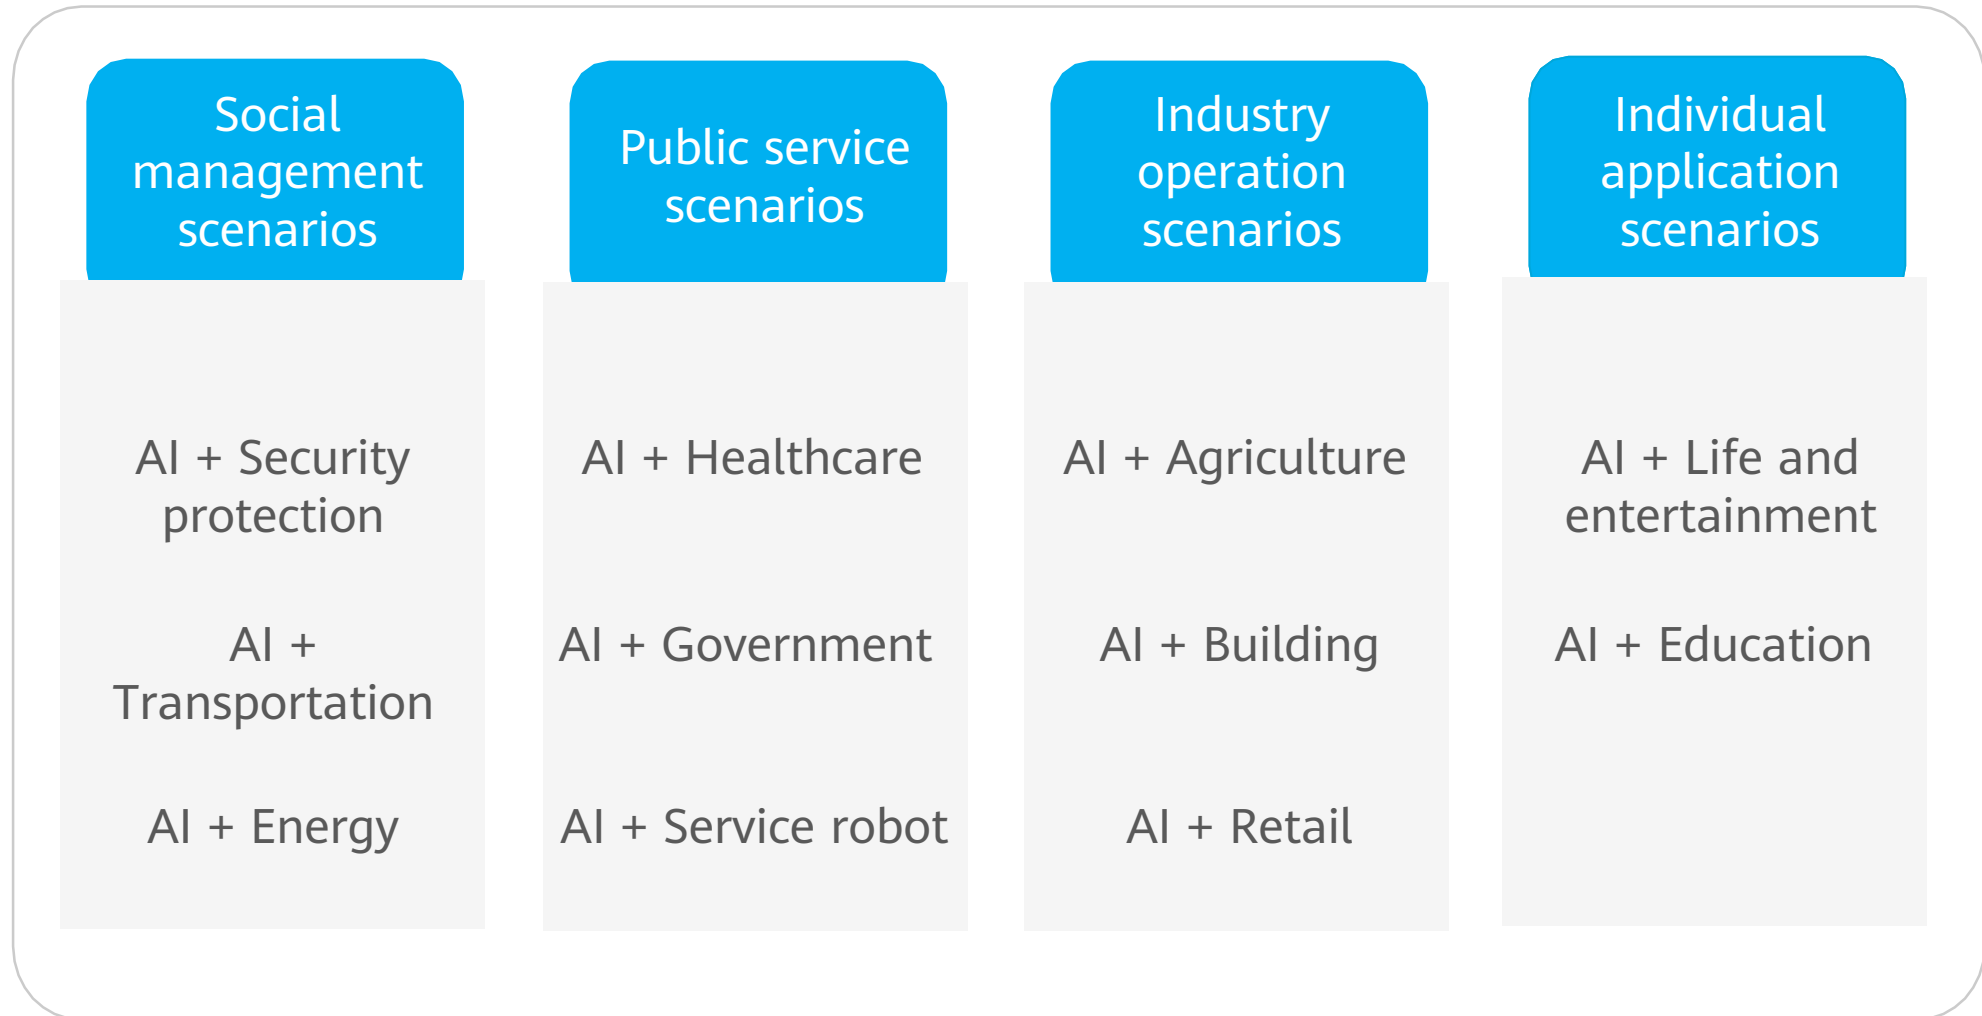 Social
management
scenarios
AI + Security
protection
AI +
Transportation
AI + Energy
Public service
scenarios
AI + Healthcare
AI + Government
AI + Service robot
Industry
operation
scenarios
AI + Agriculture
AI + Building
AI + Retail
Individual
application
scenarios
AI + Life and
entertainment
AI + Education